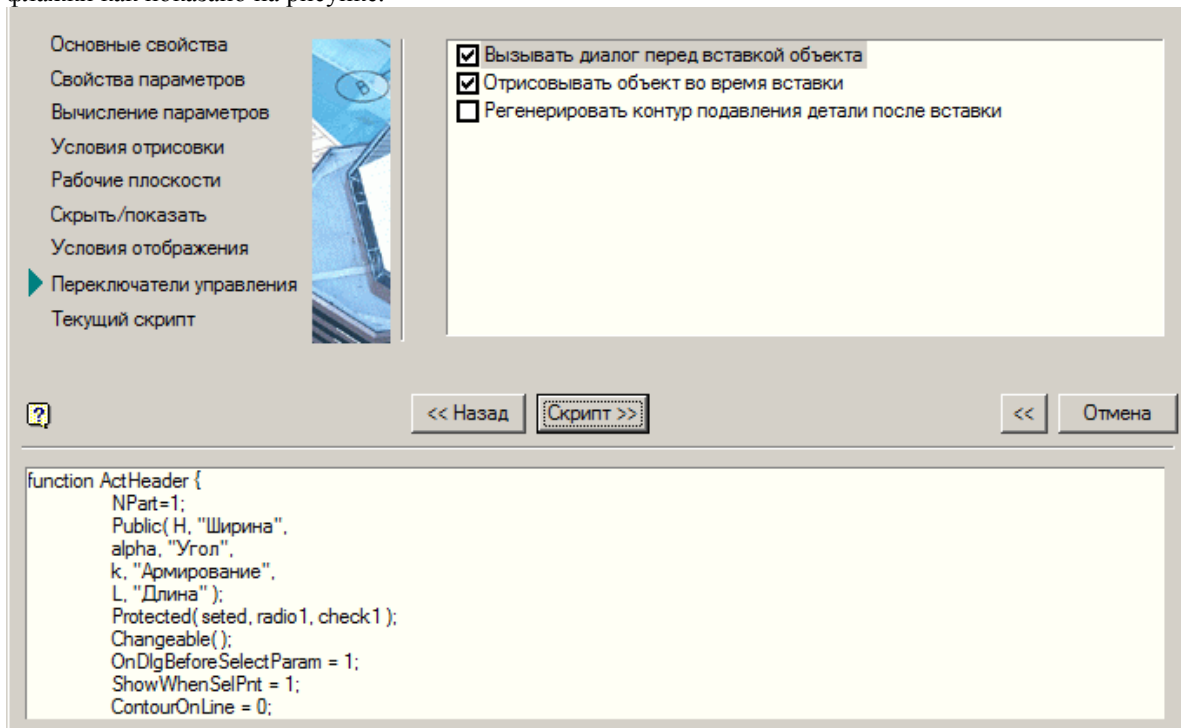 флажки как показано на рисунке.
Основные свойства
Свойства параметров
Вычисление параметров
Условия отрисовки
Рабочие плоскости
Скрыть/показать
Условия отображения
Переключатели управления
Текущий скрипт
B
Вызывать диалог перед вставкой объекта
Отрисовывать объект во время вставки
Регенерировать контур подавления детали после вставки
?
<< Назад
Скрипт >>
<<
Отмена
function ActHeader {
NPart=1;
Public( H, "Ширина",
alpha, "Угол",
k, "Армирование",
L, "Длина" );
Protected( seted, radio1, check1 );
Changeable( );
OnDlgBeforeSelectParam = 1;
ShowWhenSelPnt = 1;
ContourOnLine = 0;